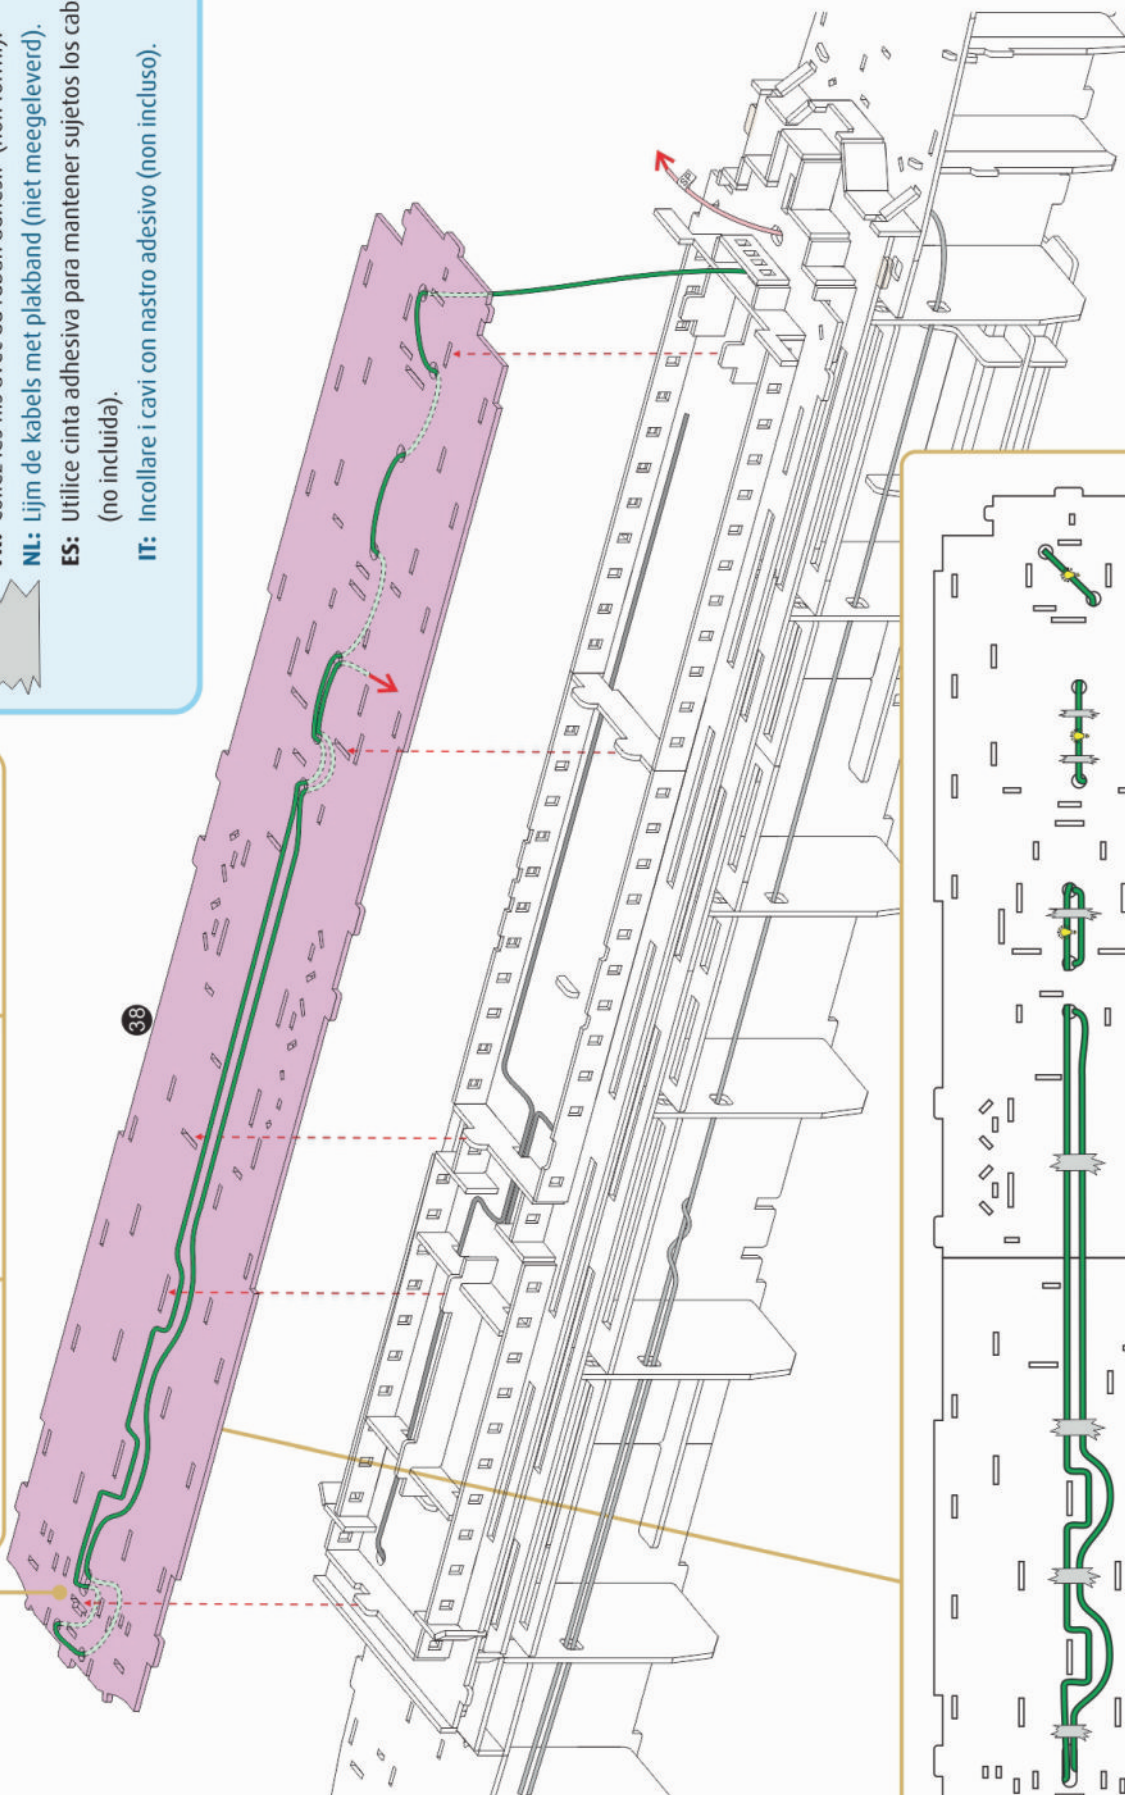 NL: Lijm de kabels met plakband (niet meegeleverd).
ES: Utilice cinta adhesiva para mantener sujetos los cab
(no incluida).
IT: Incollare i cavi con nastro adesivo (non incluso).
38